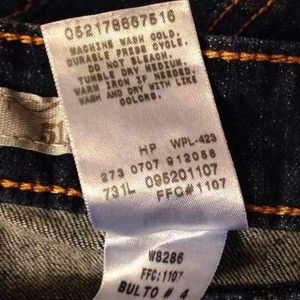 052178667516
MACHINE WASH COLD.
DURABLE PRESS CYCLE.
DO NOT BLEACH.
TUMBLE DRY MEDIUM.
WARM IRON IF NEEDED.
WASH AND DRY WITH LIKE
COLORS.
HP WPL-423
273 0707 912058
731L 095201107
FFC#1107
W8286
FFC:1107
BULTO # 4